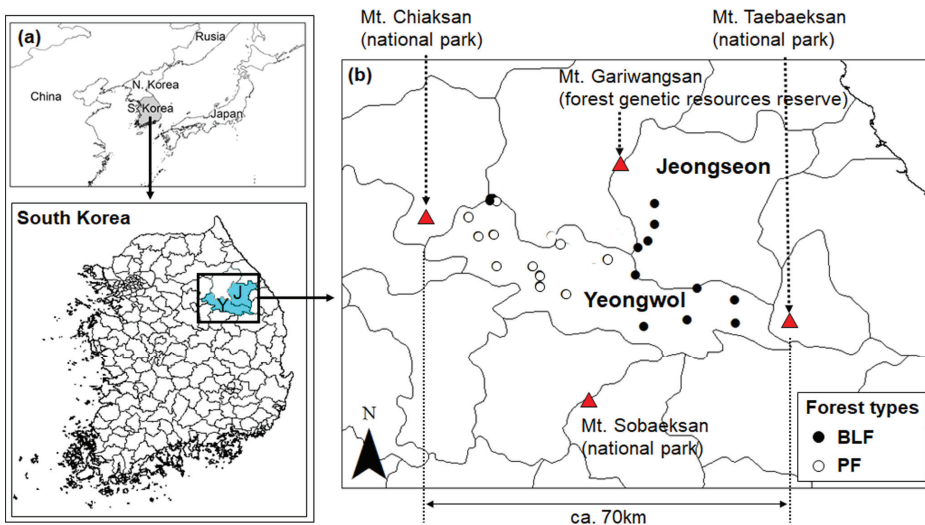 (a)
Rusia
China
N. Korea
S. Korea
Japan
South Korea
J
Y
Mt. Chiaksan
(national park)
Mt. Taebaeksan
(national park)
(b)
Mt. Gariwangsan
(forest genetic resources reserve)
Jeongseon
Yeongwol
Mt. Sobaeksan
(national park)
N
Forest types
BLF
PF
ca. 70km